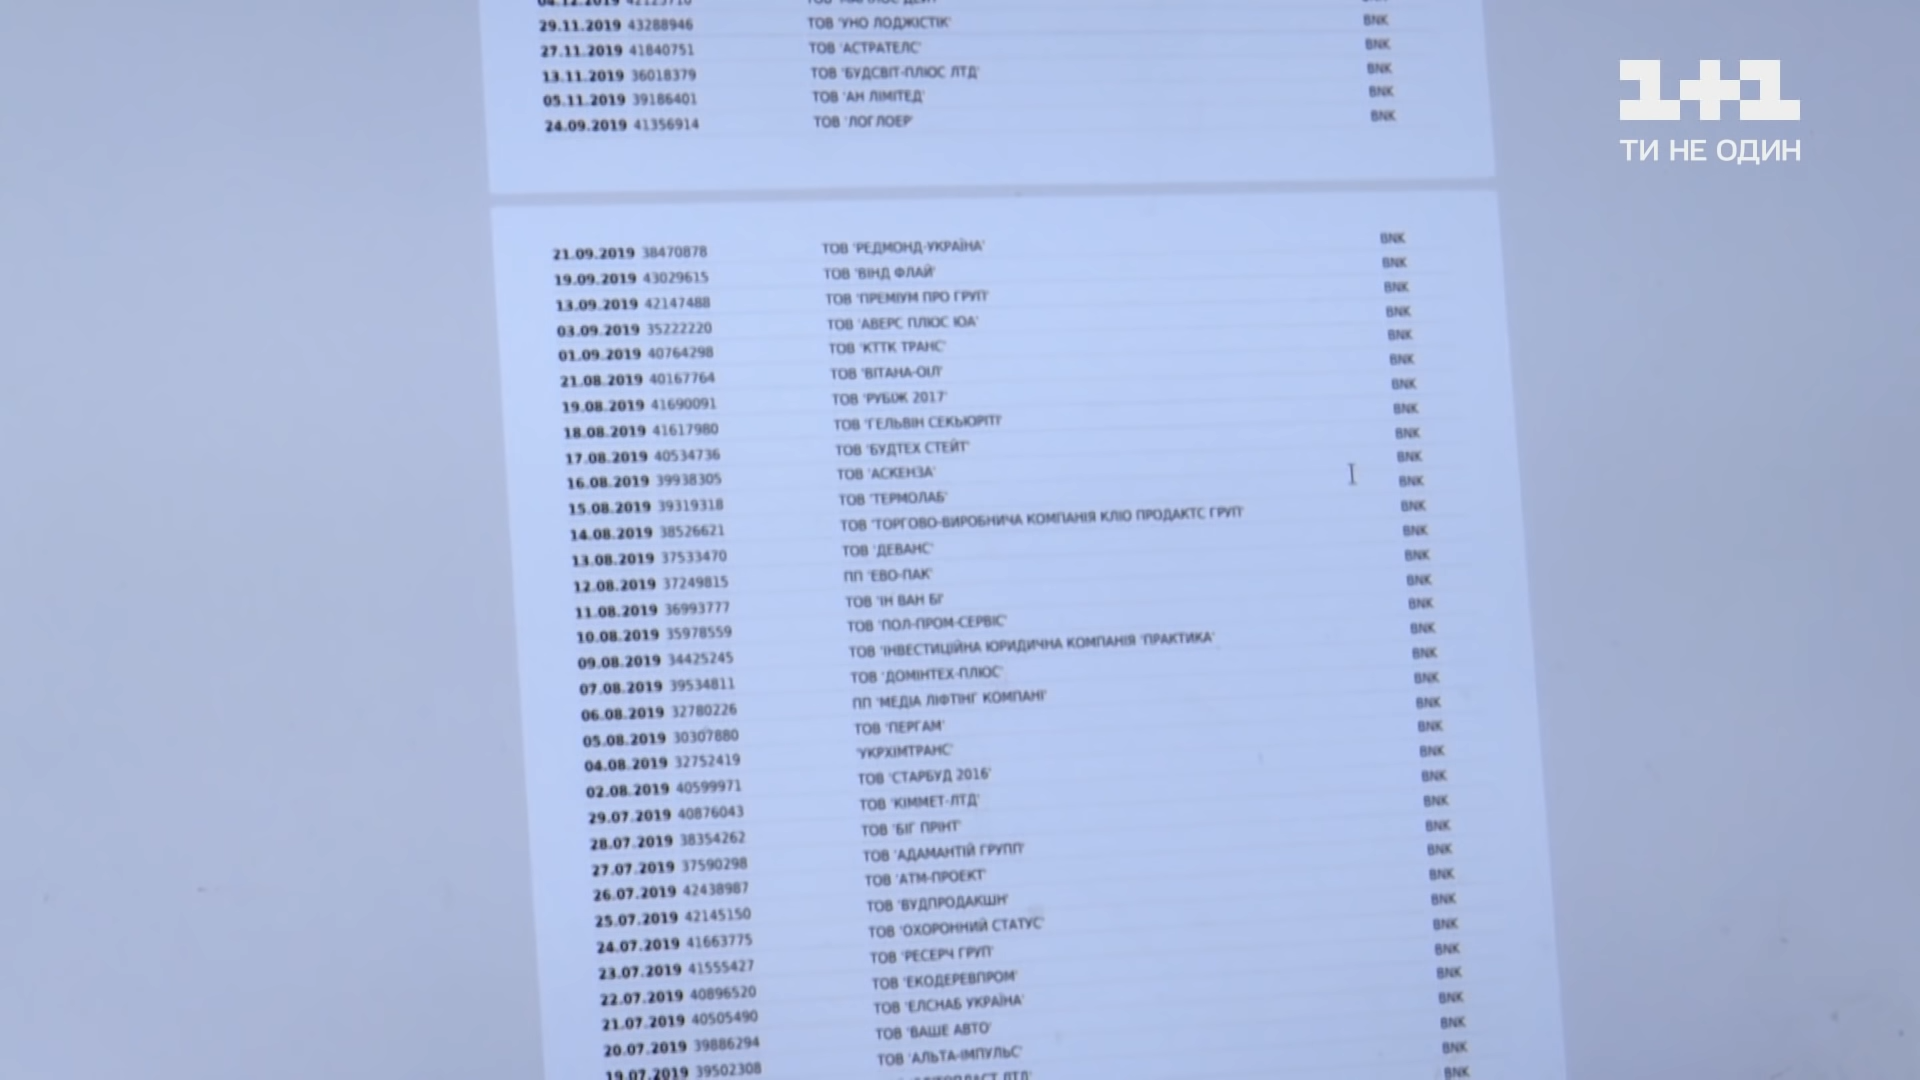 29.11.2019 43288946 ТОВ 'УНО ЛОДЖІСТІК' BNK
27.11.2019 41840751 ТОВ 'АСТРАТЕЛС' BNK
13.11.2019 36018379 ТОВ 'БУДСВІТ-ПЛЮС ЛТД' BNK
05.11.2019 39186401 ТОВ 'АН ЛІМІТЕД' BNK
24.09.2019 41356914 ТОВ 'ЛОГЛОЕР' BNK
1+1
ТИ НЕ ОДИН
21.09.2019 38470878 ТОВ 'РЕДМОНД-УКРАЇНА' BNK
19.09.2019 43029615 ТОВ 'ВІНД ФЛАЙ' BNK
13.09.2019 42147488 ТОВ 'ПРЕМІУМ ПРО ГРУП' BNK
03.09.2019 35222220 ТОВ 'АВЕРС ПЛЮС ЮА' BNK
01.09.2019 40764298 ТОВ 'КТТК ТРАНС' BNK
21.08.2019 40167764 ТОВ 'ВІТАНА-ОІЛ' BNK
19.08.2019 41690091 ТОВ 'РУБІЖ 2017' BNK
18.08.2019 41617980 ТОВ 'ГЕЛЬВІН СЕКЬЮРІТІ' BNK
17.08.2019 40534736 ТОВ 'БУДТЕХ СТЕЙТ' BNK
16.08.2019 39938305 ТОВ 'АСКЕНЗА' BNK
15.08.2019 39319318 ТОВ 'ТЕРМОЛАБ' BNK
14.08.2019 38526621 ТОВ 'ТОРГОВО-ВИРОБНИЧА КОМПАНІЯ КЛІО ПРОДАКТС ГРУП' BNK
13.08.2019 37533470 ТОВ 'ДЕВАНС' BNK
12.08.2019 37249815 ПП 'ЕВО-ПАК' BNK
11.08.2019 36993777 ТОВ 'ІН ВАН БІ' BNK
10.08.2019 35978559 ТОВ 'ПОЛ-ПРОМ-СЕРВІС' BNK
09.08.2019 34425245 ТОВ 'ІНВЕСТИЦІЙНА ЮРИДИЧНА КОМПАНІЯ 'ПРАКТИКА' BNK
07.08.2019 39534811 ТОВ 'ДОМІНТЕХ-ПЛЮС' BNK
06.08.2019 32780226 ПП 'МЕДІА ЛІФТІНГ КОМПАНІ' BNK
05.08.2019 30307880 ТОВ 'ПЕРГАМ' BNK
04.08.2019 32752419 'УКРХІМТРАНС' BNK
02.08.2019 40599971 ТОВ 'СТАРБУД 2016' BNK
29.07.2019 40876043 ТОВ 'КІММЕТ-ЛТД' BNK
28.07.2019 38354262 ТОВ 'БІГ ПРІНТ' BNK
27.07.2019 37590298 ТОВ 'АДАМАНТІЙ ГРУПП' BNK
26.07.2019 42438987 ТОВ 'АТМ-ПРОЕКТ' BNK
25.07.2019 42145150 ТОВ 'ВУДПРОДАКШН' BNK
24.07.2019 41663775 ТОВ 'ОХОРОННИЙ СТАТУС' BNK
23.07.2019 41555427 ТОВ 'РЕСЕРЧ ГРУП' BNK
22.07.2019 40896520 ТОВ 'ЕКОДЕРЕВПРОМ' BNK
21.07.2019 40505490 ТОВ 'ЕЛСНАБ УКРАЇНА' BNK
20.07.2019 39886294 ТОВ 'ВАШЕ АВТО' BNK
19.07.2019 39502308 ТОВ 'АЛЬТА-ІМПУЛЬС' BNK
BNK